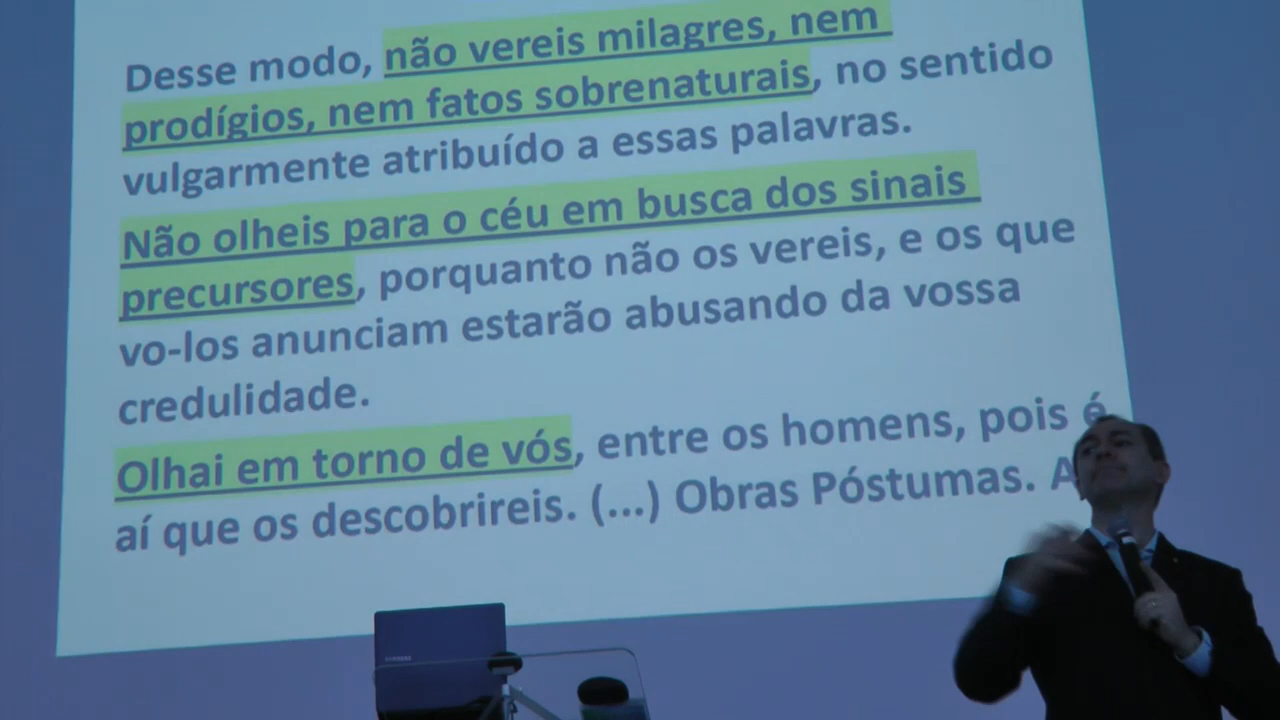 Desse modo, não vereis milagres, nem
prodígios, nem fatos sobrenaturais, no sentido
vulgarmente atribuído a essas palavras.
Não olheis para o céu em busca dos sinais
precursores, porquanto não os vereis, e os que
vo-los anunciam estarão abusando da vossa
credulidade.
Olhai em torno de vós, entre os homens, pois é
aí que os descobrireis. (...) Obras Póstumas. A
SAMSUNG